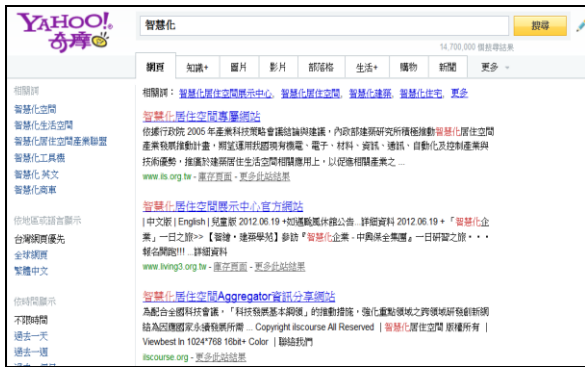 YAHOO!
奇摩
智慧化
搜尋
14,700,000 個搜尋結果
網頁 知識+ 圖片 影片 部落格 生活+ 購物 新聞 更多
相關詞
智慧化空間
智慧化生活空間
智慧化居住空間產業聯盟
智慧化工具機
智慧化 英文
智慧化商車
依地區或語言顯示
台灣網頁優先
全球網頁
繁體中文
依時間顯示
不限時間
過去一天
過去一週
相關詞： 智慧化居住空間展示中心, 智慧化居住空間, 智慧化建築, 智慧化住宅, 更多
智慧化居住空間專屬網站
依據行政院 2005 年產業科技策略會議結論與建議，內政部建築研究所積極推動智慧化居住空間
產業發展推動計畫，期望運用我國現有機電、電子、材料、資訊、通訊、自動化及控制產業與
技術優勢，推廣於建築居住生活空間相關應用上，以促進相關產業之 ...
www.ils.org.tw - 庫存頁面 - 更多此站結果
智慧化居住空間展示中心官方網站
| 中文版 | English | 兒童版 2012.06.19 +如遇颱風休館公告...詳細資料 2012.06.19 + 「智慧化企
業」一日之旅>> 【智雄‧建築學苑】參訪『智慧化企業 - 中興保全集團』一日研習之旅‧‧‧
報名開跑!!! ...詳細資料
www.living3.org.tw - 庫存頁面 - 更多此站結果
智慧化居住空間Aggregator資訊分享網站
為配合全國科技會議，「科技發展基本綱領」的推動措施，強化重點領域之跨領域研發創新網
絡為因應國家永續發展所需 ... Copyright ilscourse All Reserved | 智慧化居住空間 版權所有 |
Viewbest In 1024*768 16bit+ Color | 聯絡我們
ilscourse.org - 更多此站結果